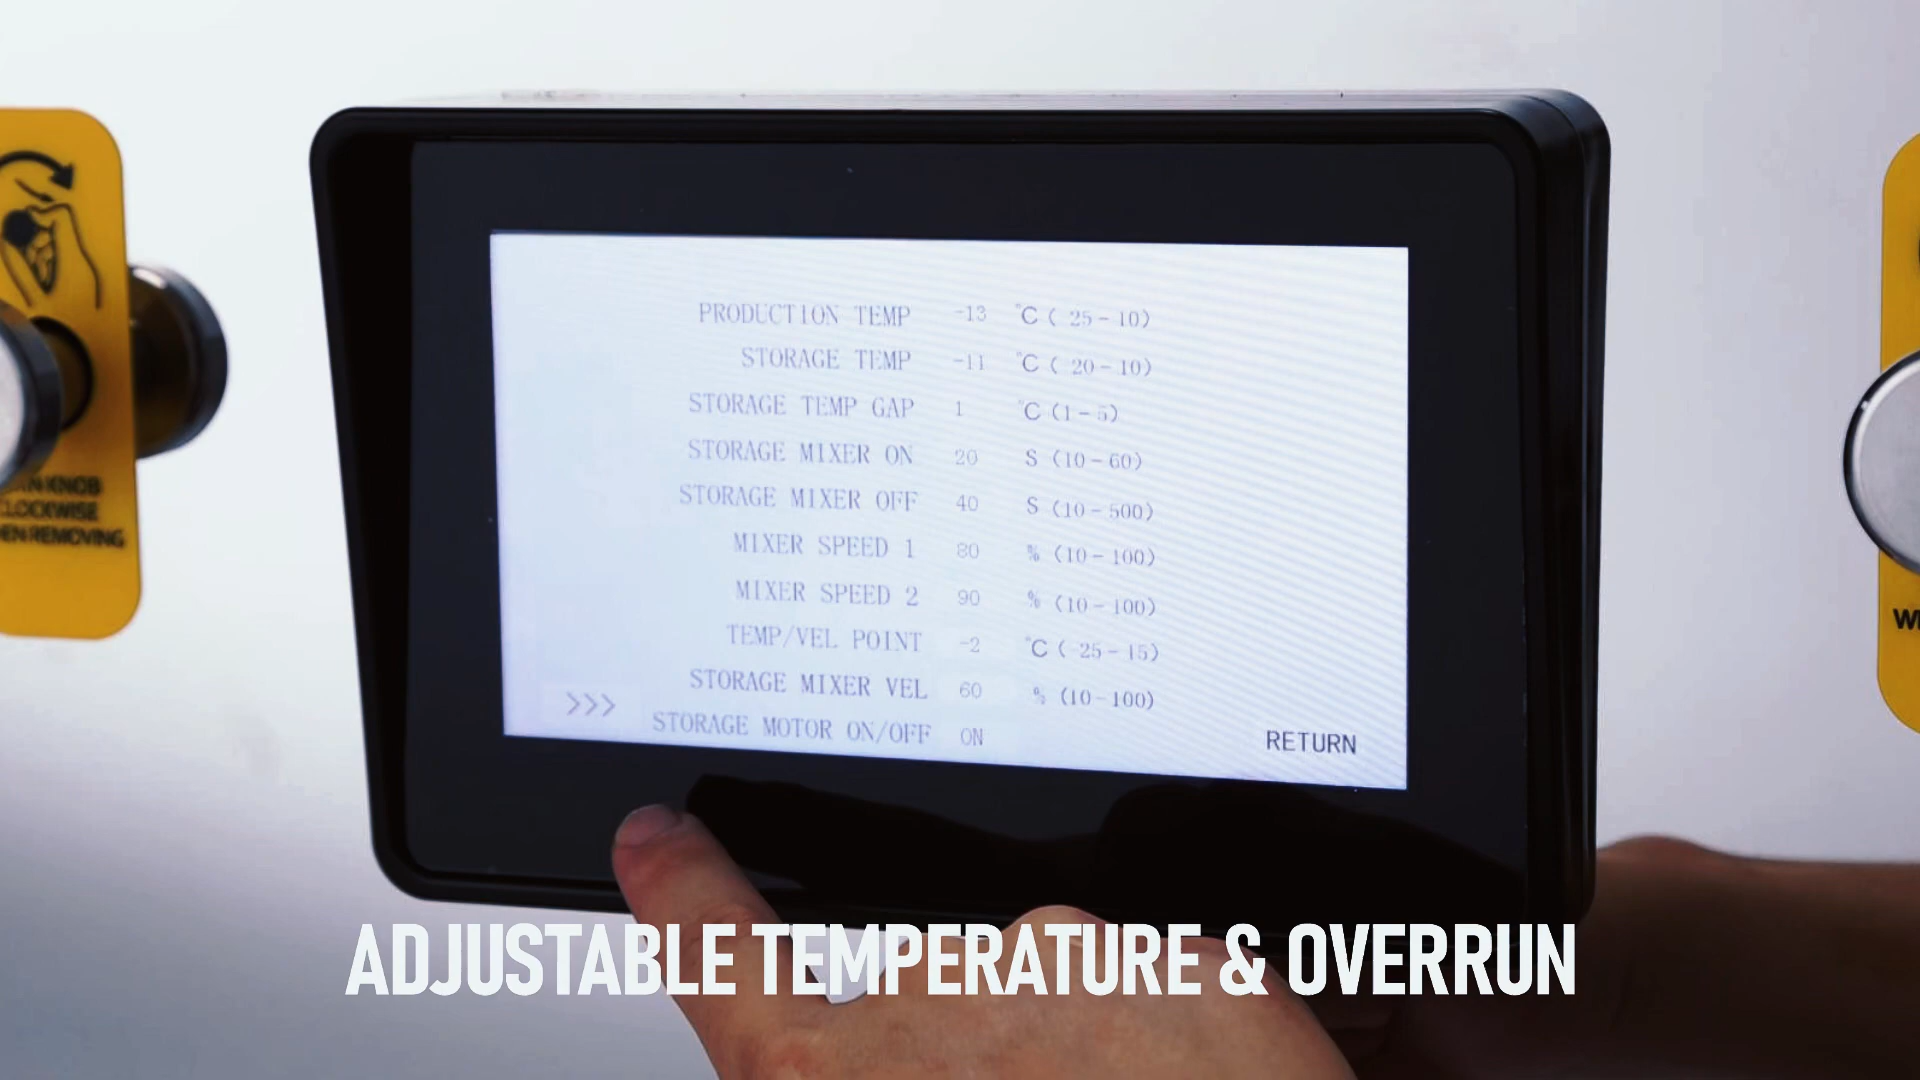 PRODUCTION TEMP -13 ℃ ( 25-10)
STORAGE TEMP -11 ℃ ( 20-10)
STORAGE TEMP GAP 1 ℃ (1-5)
STORAGE MIXER ON 20 S (10-60)
STORAGE MIXER OFF 40 S (10-500)
MIXER SPEED 1 80 % (10-100)
MIXER SPEED 2 90 % (10-100)
TEMP/VEL POINT -2 ℃ ( 25-15)
STORAGE MIXER VEL 60 % (10-100)
>>> STORAGE MOTOR ON/OFF ON
RETURN
KNOB
CLOCKWISE
REMOVING
ADJUSTABLE TEMPERATURE & OVERRUN